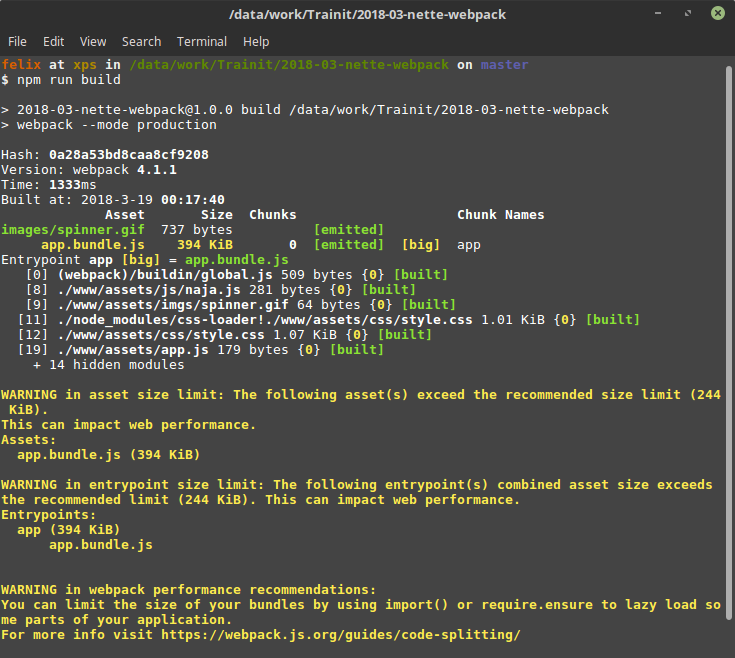 /data/work/Trainit/2018-03-nette-webpack
File Edit View Search Terminal Help
felix at xps in /data/work/Trainit/2018-03-nette-webpack on master
$ npm run build
> 2018-03-nette-webpack@1.0.0 build /data/work/Trainit/2018-03-nette-webpack
> webpack --mode production
Hash: 0a28a53bd8caa8cf9208
Version: webpack 4.1.1
Time: 1333ms
Built at: 2018-3-19 00:17:40
Asset Size Chunks Chunk Names
images/spinner.gif 737 bytes [emitted]
app.bundle.js 394 KiB 0 [emitted] [big] app
Entrypoint app [big] = app.bundle.js
[0] (webpack)/buildin/global.js 509 bytes {0} [built]
[8] ./www/assets/js/naja.js 281 bytes {0} [built]
[9] ./www/assets/imgs/spinner.gif 64 bytes {0} [built]
[11] ./node_modules/css-loader!./www/assets/css/style.css 1.01 KiB {0} [built]
[12] ./www/assets/css/style.css 1.07 KiB {0} [built]
[19] ./www/assets/app.js 179 bytes {0} [built]
+ 14 hidden modules
WARNING in asset size limit: The following asset(s) exceed the recommended size limit (244
KiB).
This can impact web performance.
Assets:
app.bundle.js (394 KiB)
WARNING in entrypoint size limit: The following entrypoint(s) combined asset size exceeds
the recommended limit (244 KiB). This can impact web performance.
Entrypoints:
app (394 KiB)
app.bundle.js
WARNING in webpack performance recommendations:
You can limit the size of your bundles by using import() or require.ensure to lazy load so
me parts of your application.
For more info visit https://webpack.js.org/guides/code-splitting/